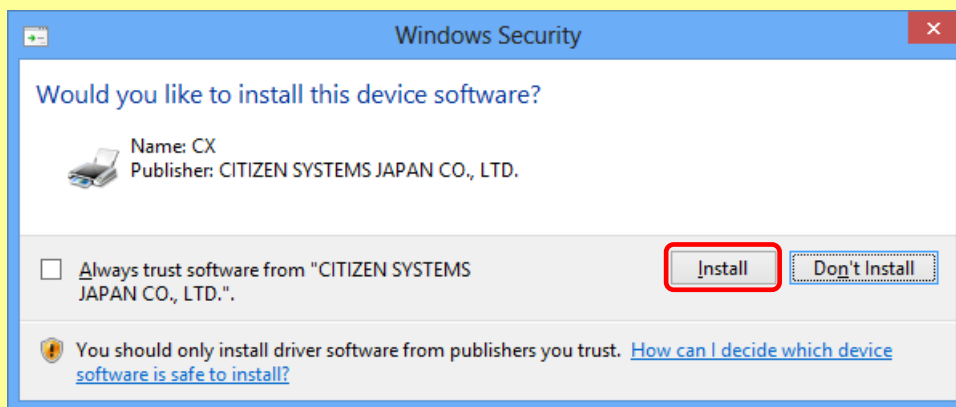 Windows Security
Would you like to install this device software?
Name: CX
Publisher: CITIZEN SYSTEMS JAPAN CO., LTD.
Always trust software from "CITIZEN SYSTEMS
JAPAN CO., LTD.".
Install
Don't Install
You should only install driver software from publishers you trust. How can I decide which device
software is safe to install?